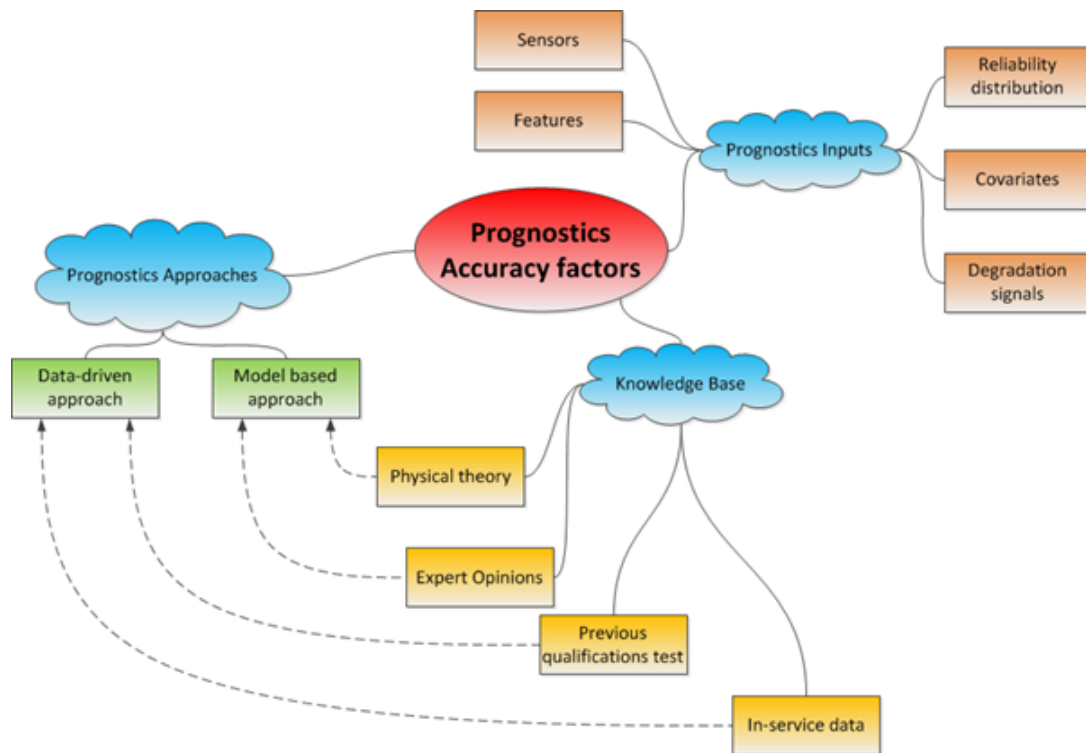 Sensors
Reliability
distribution
Features
Prognostics Inputs
Covariates
Prognostics
Accuracy factors
Prognostics Approaches
Degradation
signals
Data-driven
approach
Model based
approach
Knowledge Base
Physical theory
Expert Opinions
Previous
qualifications test
In-service data